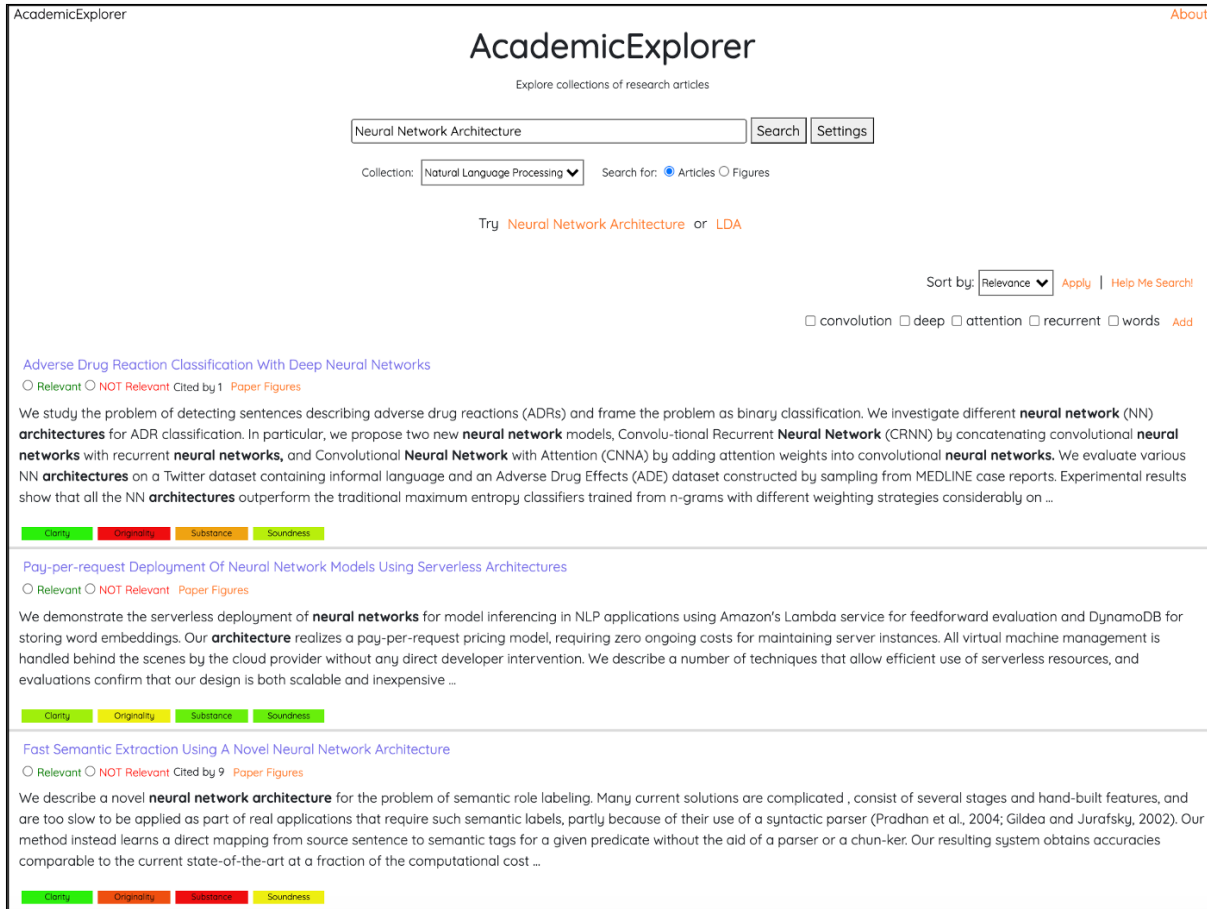 AcademicExplorer
About
AcademicExplorer
Explore collections of research articles
Neural Network Architecture Search Settings
Collection: Natural Language Processing Search for: Articles Figures
Try Neural Network Architecture or LDA
Sort by: Relevance Apply | Help Me Search!
convolution deep attention recurrent words Add
Adverse Drug Reaction Classification With Deep Neural Networks
Relevant NOT Relevant Cited by 1 Paper Figures
We study the problem of detecting sentences describing adverse drug reactions (ADRs) and frame the problem as binary classification. We investigate different neural network (NN)
architectures for ADR classification. In particular, we propose two new neural network models, Convolu-tional Recurrent Neural Network (CRNN) by concatenating convolutional neural
networks with recurrent neural networks, and Convolutional Neural Network with Attention (CNNA) by adding attention weights into convolutional neural networks. We evaluate various
NN architectures on a Twitter dataset containing informal language and an Adverse Drug Effects (ADE) dataset constructed by sampling from MEDLINE case reports. Experimental results
show that all the NN architectures outperform the traditional maximum entropy classifiers trained from n-grams with different weighting strategies considerably on ...
Clarity Originality Substance Soundness
Pay-per-request Deployment Of Neural Network Models Using Serverless Architectures
Relevant NOT Relevant Paper Figures
We demonstrate the serverless deployment of neural networks for model inferencing in NLP applications using Amazon's Lambda service for feedforward evaluation and DynamoDB for
storing word embeddings. Our architecture realizes a pay-per-request pricing model, requiring zero ongoing costs for maintaining server instances. All virtual machine management is
handled behind the scenes by the cloud provider without any direct developer intervention. We describe a number of techniques that allow efficient use of serverless resources, and
evaluations confirm that our design is both scalable and inexpensive ...
Clarity Originality Substance Soundness
Fast Semantic Extraction Using A Novel Neural Network Architecture
Relevant NOT Relevant Cited by 9 Paper Figures
We describe a novel neural network architecture for the problem of semantic role labeling. Many current solutions are complicated , consist of several stages and hand-built features, and
are too slow to be applied as part of real applications that require such semantic labels, partly because of their use of a syntactic parser (Pradhan et al., 2004; Gildea and Jurafsky, 2002). Our
method instead learns a direct mapping from source sentence to semantic tags for a given predicate without the aid of a parser or a chun-ker. Our resulting system obtains accuracies
comparable to the current state-of-the-art at a fraction of the computational cost ...
Clarity Originality Substance Soundness